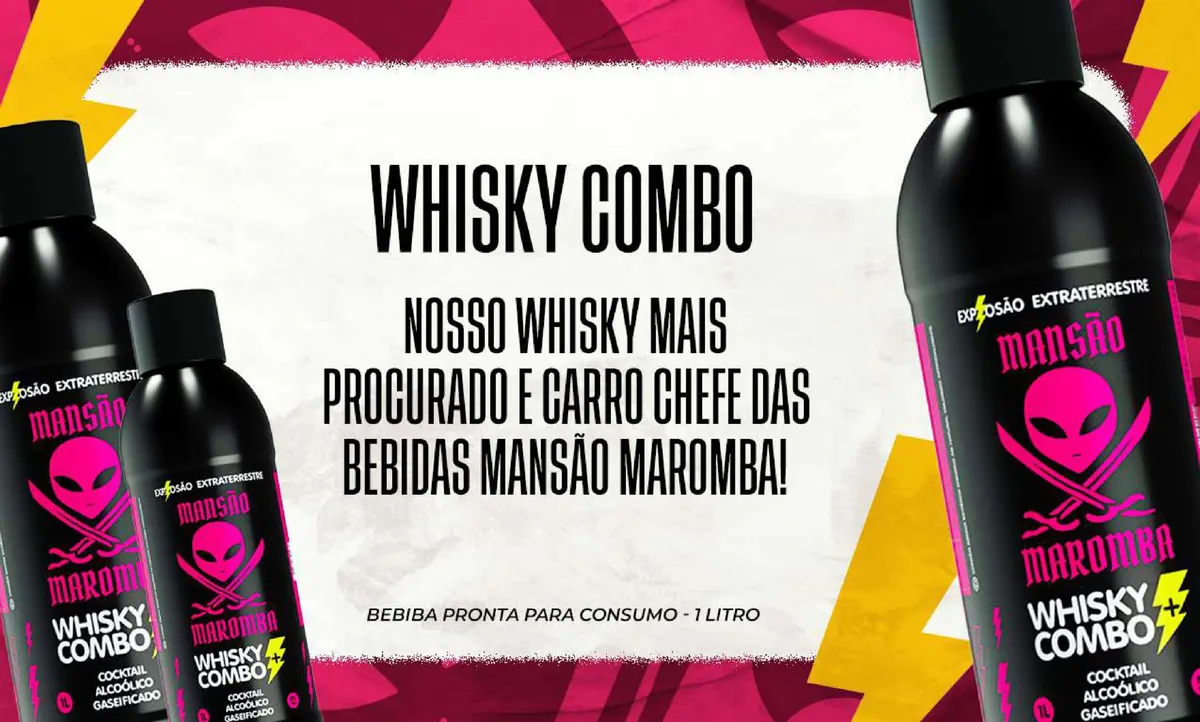 WHISKY COMBO
NOSSO WHISKY MAIS
PROCURADO E CARRO CHEFE DAS
BEBIDAS MANSÃO MAROMBA!
BEBIBA PRONTA PARA CONSUMO - 1 LITRO
EXPLOSÃO EXTRATERRESTRE
MANSÃO
MAROMBA
WHISKY
COMBO
COCKTAIL
ALCOÓLICO
GASEIFICADO
1L
EXPLOSÃO EXTRATERRESTRE
MANSÃO
MAROMBA
WHISKY
COMBO+
COCKTAIL
ALCOÓLICO
GASEIFICADO
EXPLOSÃO EXTRATERRESTRE
MANSÃO
MAROMBA
WHISKY
COMBO+
COCKTAIL
ALCOÓLICO
GASEIFICADO
1L